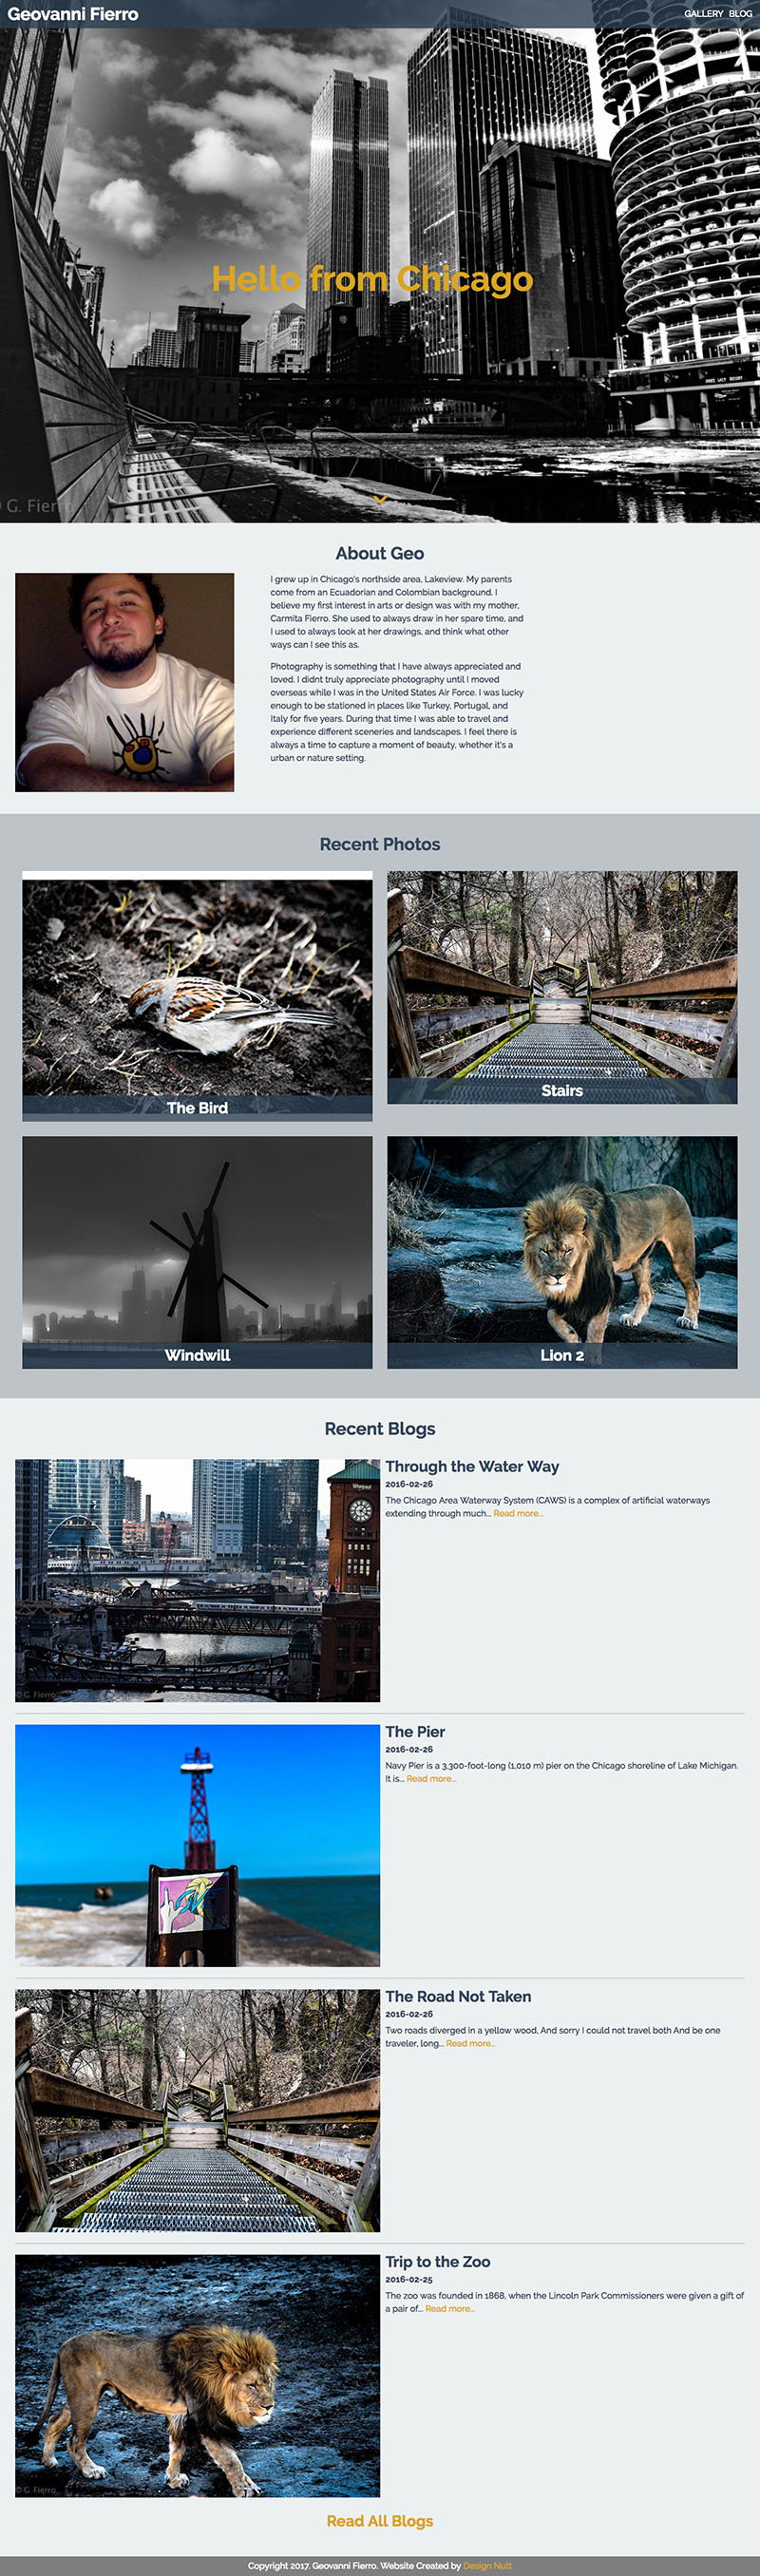 Geovanni Fierro
GALLERY BLOG
Hello from Chicago
G. Fierr
About Geo
I grew up in Chicago's northside area, Lakeview. My parents
come from an Ecuadorian and Colombian background. I
believe my first interest in arts or design was with my mother,
Carmita Fierro. She used to always draw in her spare time, and
I used to always look at her drawings, and think what other
ways can I see this as.
Photography is something that I have always appreciated and
loved. I didnt truly appreciate photography until I moved
overseas while I was in the United States Air Force. I was lucky
enough to be stationed in places like Turkey, Portugal, and
Italy for five years. During that time I was able to travel and
experience different sceneries and landscapes. I feel there is
always a time to capture a moment of beauty, whether it's a
urban or nature setting.
Recent Photos
The Bird
Stairs
Windwill
Lion 2
Recent Blogs
Through the Water Way
2016-02-26
The Chicago Area Waterway System (CAWS) is a complex of artificial waterways
extending through much... Read more...
© G. Fierro
The Pier
2016-02-26
Navy Pier is a 3,300-foot-long (1,010 m) pier on the Chicago shoreline of Lake Michigan.
It is... Read more...
The Road Not Taken
2016-02-26
Two roads diverged in a yellow wood, And sorry I could not travel both And be one
traveler, long... Read more...
Trip to the Zoo
2016-02-25
The zoo was founded in 1868, when the Lincoln Park Commissioners were given a gift of
a pair of... Read more...
© G. Fierro
Read All Blogs
Copyright 2017. Geovanni Fierro. Website Created by Design Nutt